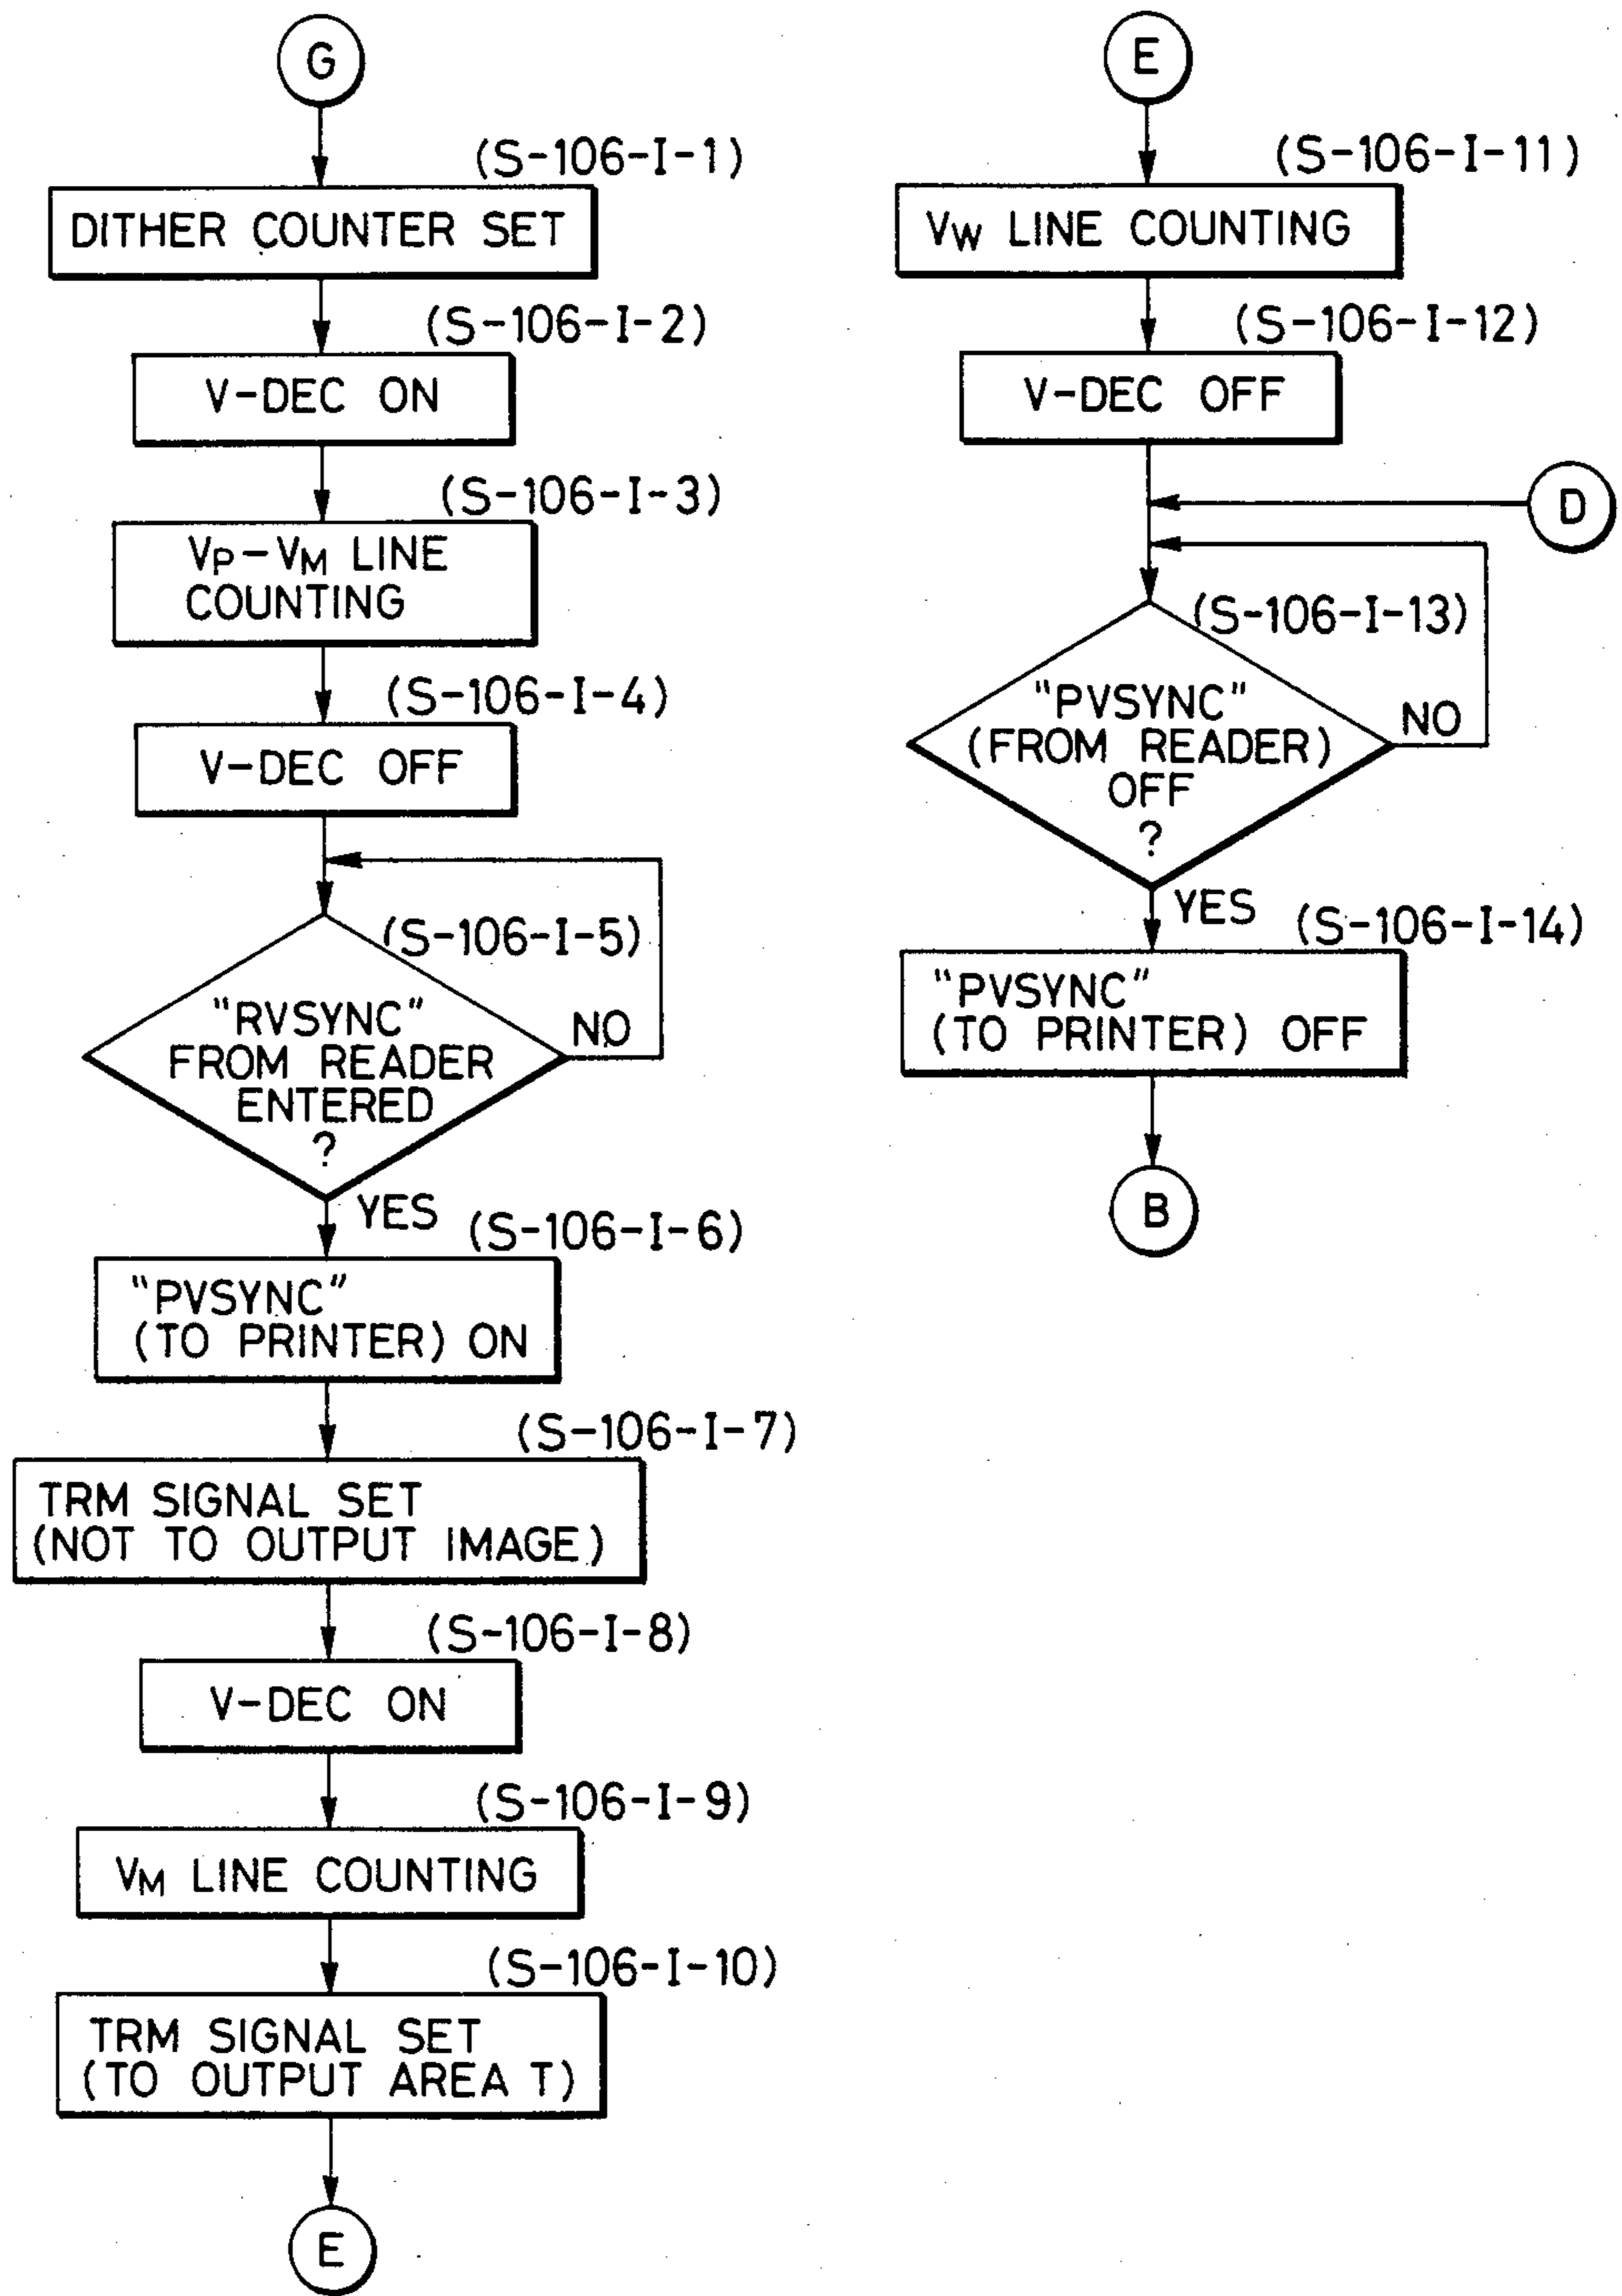 G
(S-106-I-1)
DITHER COUNTER SET
(S-106-I-2)
V-DEC ON
(S-106-I-3)
VP-VM LINE
COUNTING
(S-106-I-4)
V-DEC OFF
(S-106-I-5)
"RVSYNC"
FROM READER
ENTERED
?
NO
YES
(S-106-I-6)
"PVSYNC"
(TO PRINTER) ON
(S-106-I-7)
TRM SIGNAL SET
(NOT TO OUTPUT IMAGE)
(S-106-I-8)
V-DEC ON
(S-106-I-9)
VM LINE COUNTING
(S-106-I-10)
TRM SIGNAL SET
(TO OUTPUT AREA T)
E
E
(S-106-I-11)
VW LINE COUNTING
(S-106-I-12)
V-DEC OFF
D
(S-106-I-13)
"PVSYNC"
(FROM READER)
OFF
?
NO
YES
(S-106-I-14)
"PVSYNC"
(TO PRINTER) OFF
B